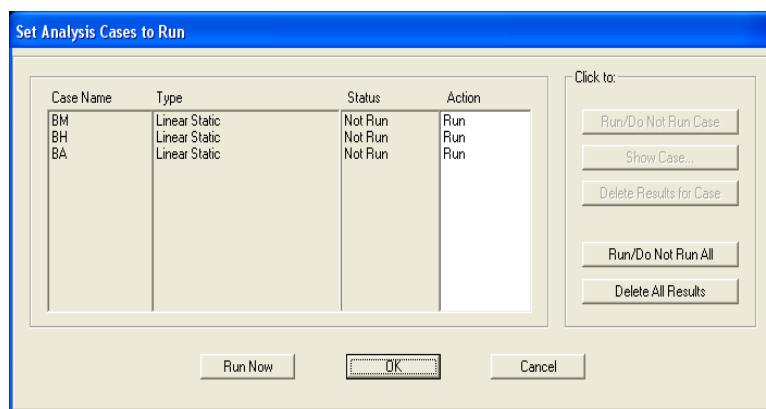 Set Analysis Cases to Run
Case Name Type Status Action
BM Linear Static Not Run Run
BH Linear Static Not Run Run
BA Linear Static Not Run Run
Click to:
Run/Do Not Run Case
Show Case...
Delete Results for Case
Run/Do Not Run All
Delete All Results
Run Now OK Cancel